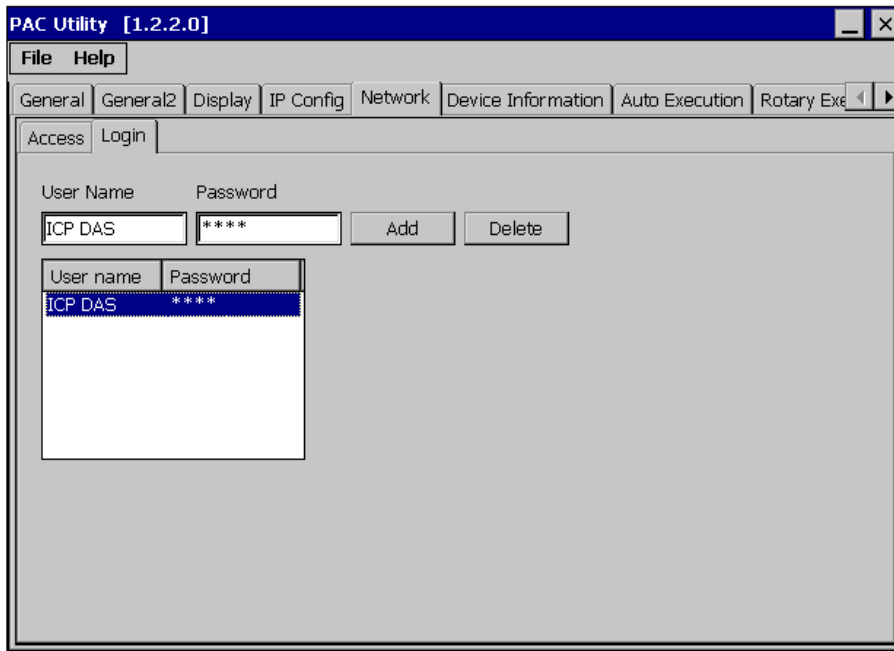 PAC Utility [1.2.2.0]
File Help
General General2 Display IP Config Network Device Information Auto Execution Rotary Exe
Access Login
User Name Password
ICP DAS **** Add Delete
User name Password
ICP DAS ****